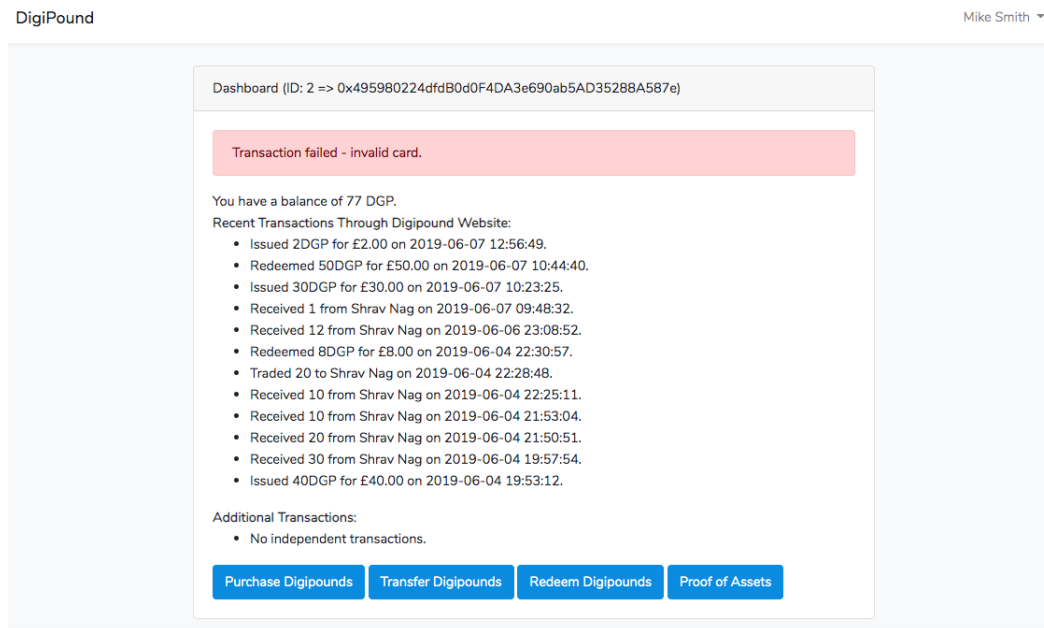 DigiPound
Mike Smith
Dashboard (ID: 2 => 0x495980224dfdB0d0F4DA3e690ab5AD35288A587e)
Transaction failed - invalid card.
You have a balance of 77 DGP.
Recent Transactions Through Digipound Website:
• Issued 2DGP for £2.00 on 2019-06-07 12:56:49.
• Redeemed 50DGP for £50.00 on 2019-06-07 10:44:40.
• Issued 30DGP for £30.00 on 2019-06-07 10:23:25.
• Received 1 from Shrav Nag on 2019-06-07 09:48:32.
• Received 12 from Shrav Nag on 2019-06-06 23:08:52.
• Redeemed 8DGP for £8.00 on 2019-06-04 22:30:57.
• Traded 20 to Shrav Nag on 2019-06-04 22:28:48.
• Received 10 from Shrav Nag on 2019-06-04 22:25:11.
• Received 10 from Shrav Nag on 2019-06-04 21:53:04.
• Received 20 from Shrav Nag on 2019-06-04 21:50:51.
• Received 30 from Shrav Nag on 2019-06-04 19:57:54.
• Issued 40DGP for £40.00 on 2019-06-04 19:53:12.
Additional Transactions:
• No independent transactions.
Purchase Digipounds
Transfer Digipounds
Redeem Digipounds
Proof of Assets